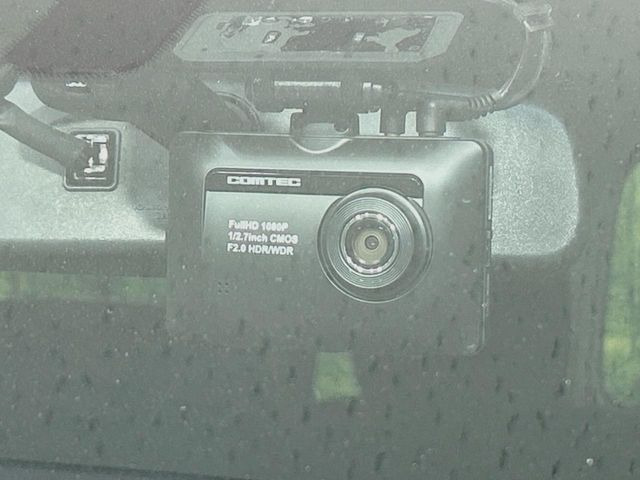 COMTEC
FullHD 1080P
1/2.7inch CMOS
F2.0 HDR/WDR